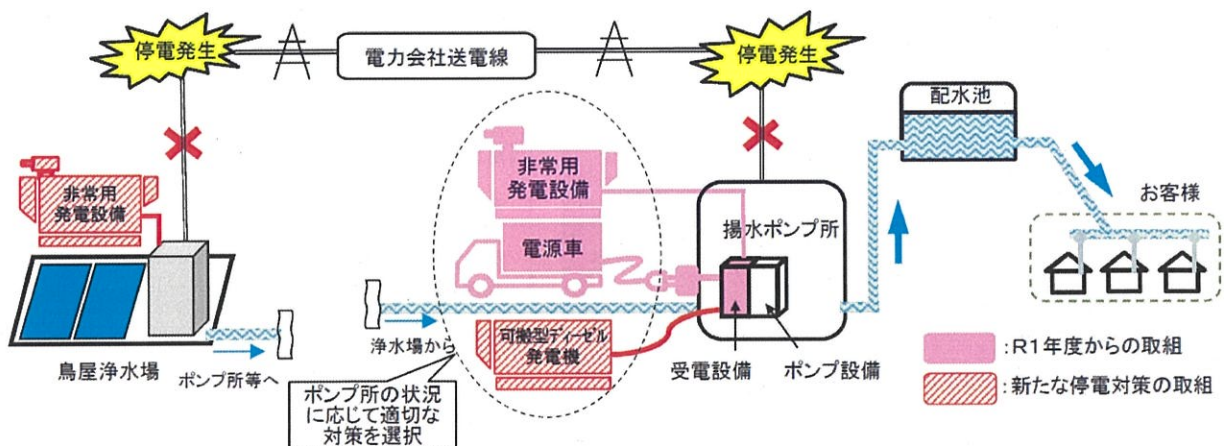 停電発生
電力会社送電線
停電発生
配水池
非常用
発電設備
非常用
発電設備
電源車
揚水ポンプ所
お客様
鳥屋浄水場
ポンプ所等へ
浄水場から
可搬型ディーゼル
発電機
受電設備
ポンプ設備
ポンプ所の状況
に応じて適切な
対策を選択
:R1年度からの取組
:新たな停電対策の取組